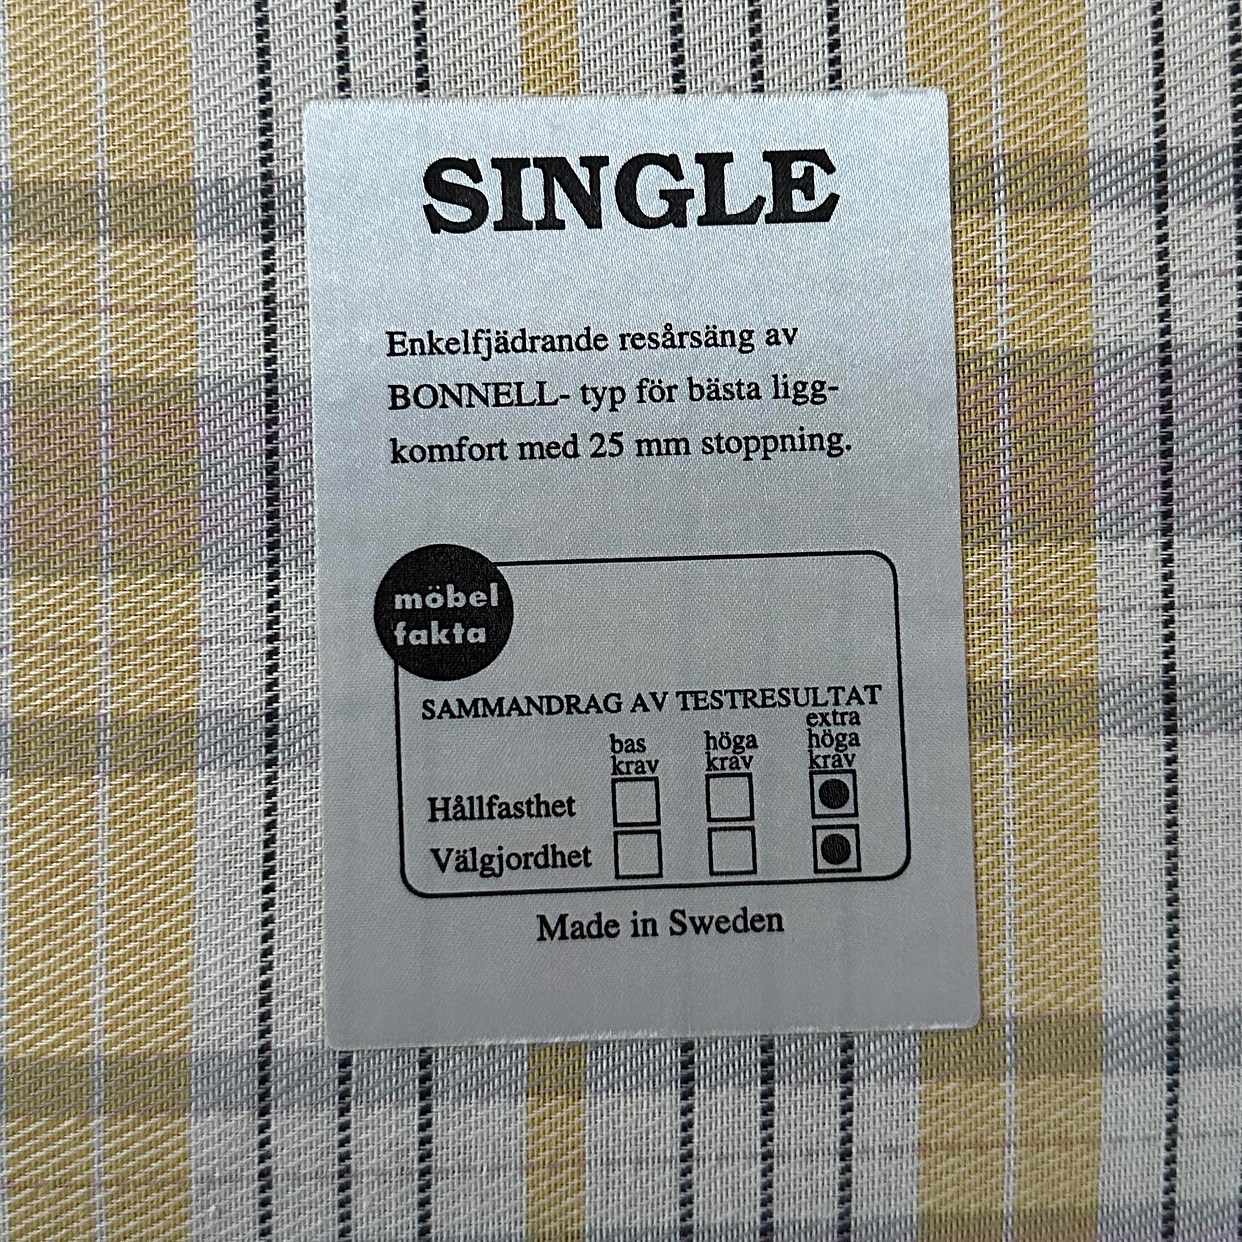 SINGLE
Enkelfjädrande resårsäng av
BONNELL- typ för bästa ligg-
komfort med 25 mm stoppning.
möbel
fakta
SAMMANDRAG AV TESTRESULTAT
bas krav höga krav extra höga krav
Hållfasthet
Välgjordhet
Made in Sweden